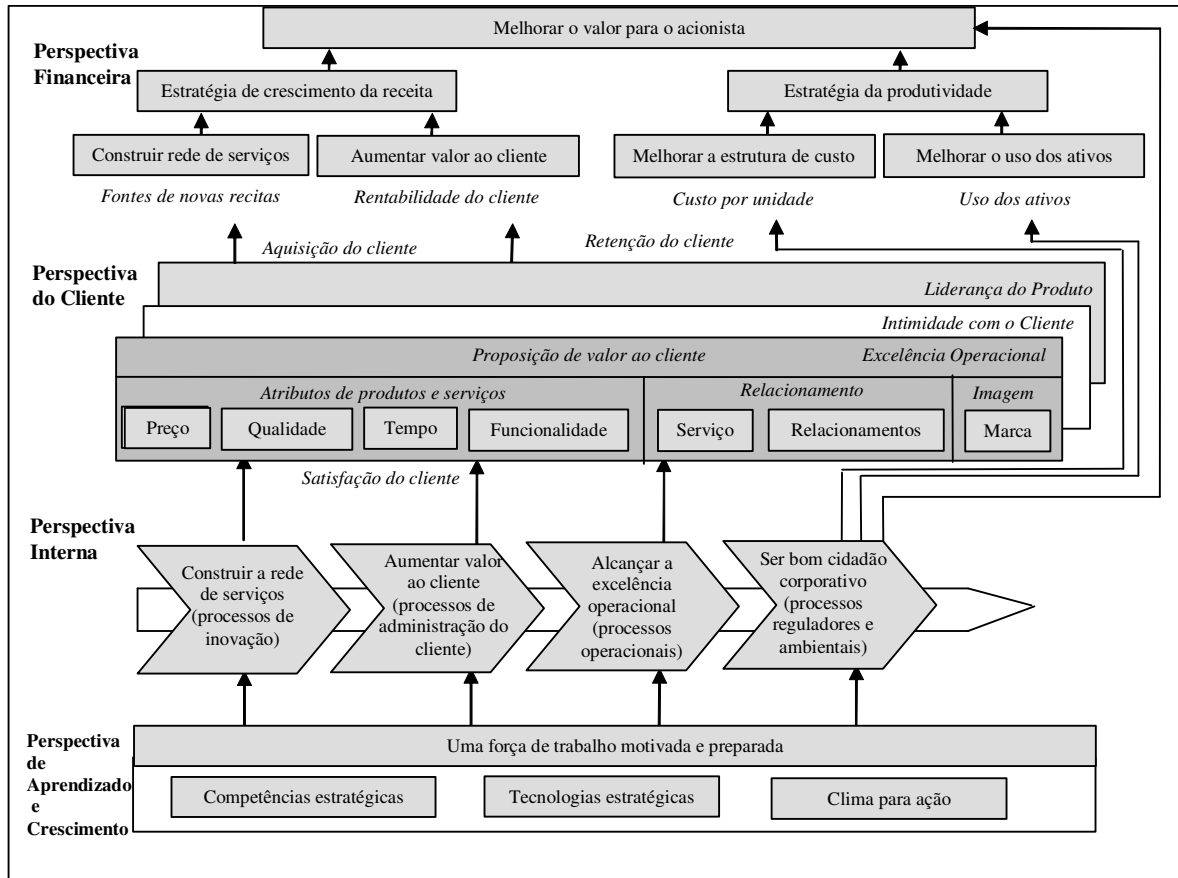 Melhorar o valor para o acionista
Perspectiva
Financeira
Estratégia de crescimento da receita
Estratégia da produtividade
Construir rede de serviços
Aumentar valor ao cliente
Melhorar a estrutura de custo
Melhorar o uso dos ativos
Fontes de novas recitas
Rentabilidade do cliente
Custo por unidade
Uso dos ativos
Aquisição do cliente
Retenção do cliente
Perspectiva
do Cliente
Liderança do Produto
Intimidade com o Cliente
Proposição de valor ao cliente
Excelência Operacional
Atributos de produtos e serviços
Relacionamento
Imagem
Preço
Qualidade
Tempo
Funcionalidade
Serviço
Relacionamentos
Marca
Satisfação do cliente
Perspectiva
Interna
Construir a rede
de serviços
(processos de
inovação)
Aumentar valor
ao cliente
(processos de
administração do
cliente)
Alcançar a
excelência
operacional
(processos
operacionais)
Ser bom cidadão
corporativo
(processos
reguladores e
ambientais)
Perspectiva
de
Aprendizado
e
Crescimento
Uma força de trabalho motivada e preparada
Competências estratégicas
Tecnologias estratégicas
Clima para ação